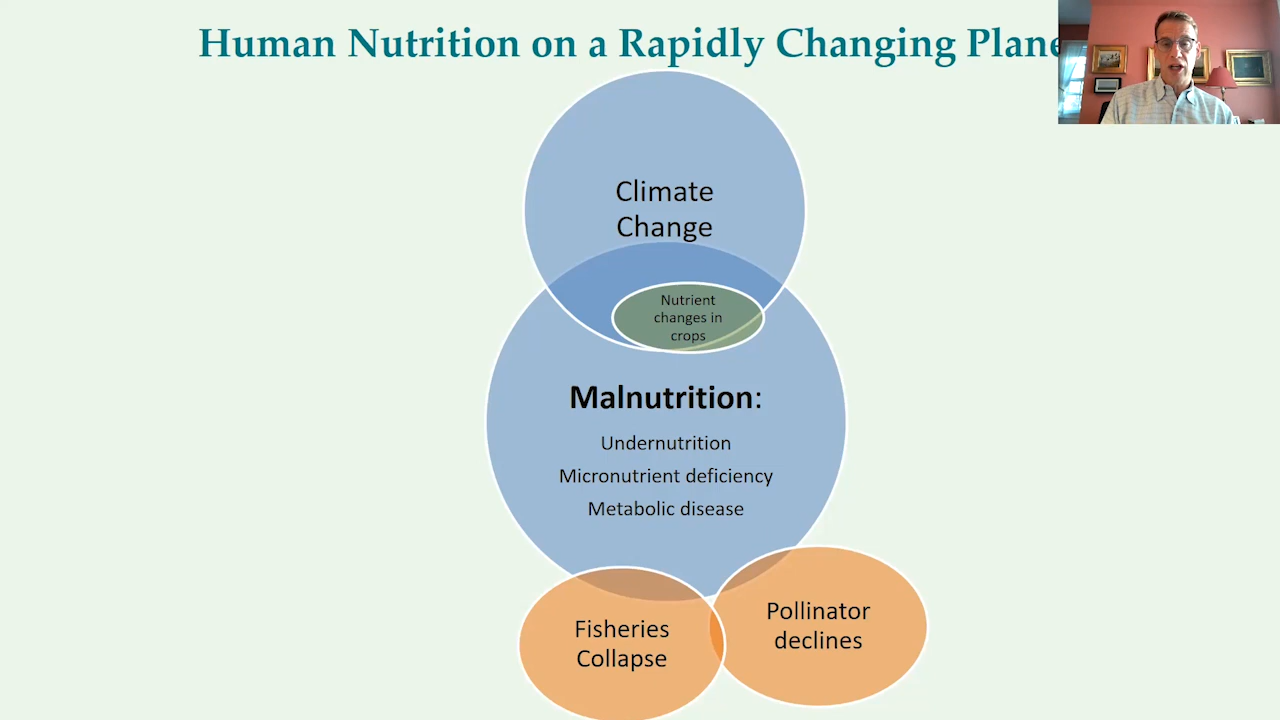 Human Nutrition on a Rapidly Changing Plane
Climate
Change
Nutrient
changes in
crops
Malnutrition:
Undernutrition
Micronutrient deficiency
Metabolic disease
Fisheries
Collapse
Pollinator
declines